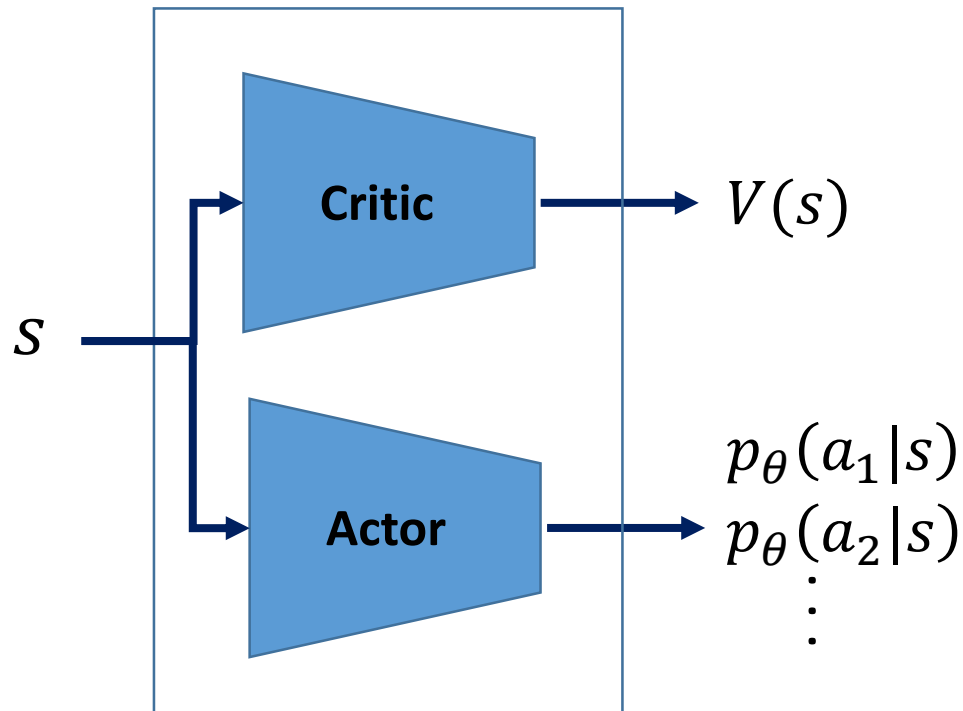 Critic
V(s)
s
Actor
p_θ(a_1|s)
p_θ(a_2|s)
⋮